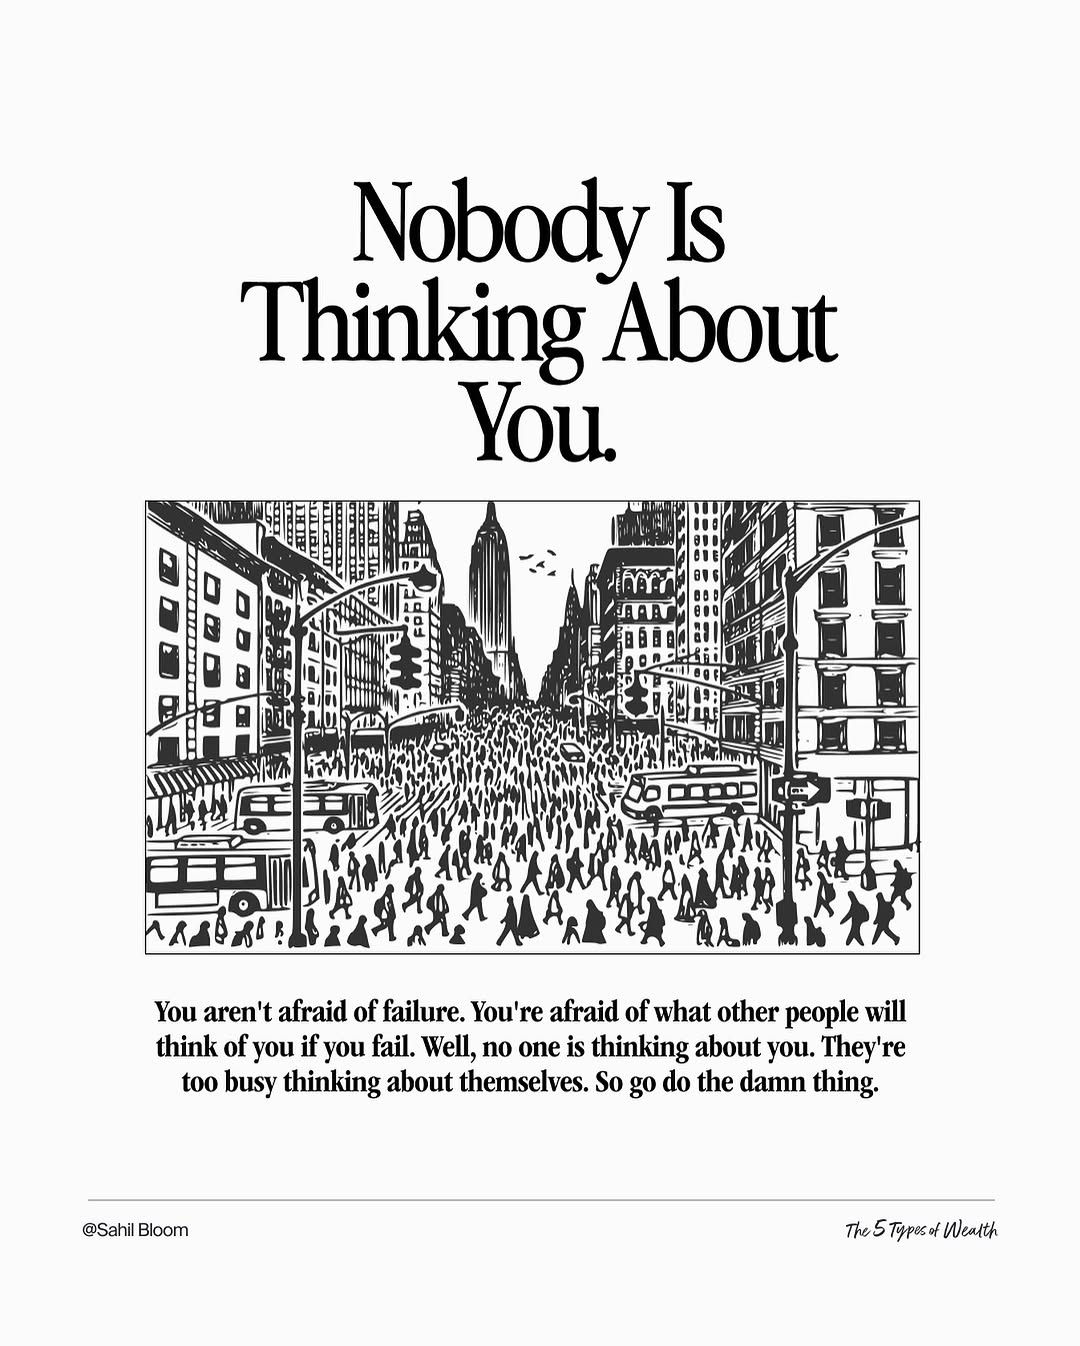 Nobody Is
Thinking About
You.
You aren't afraid of failure. You're afraid of what other people will
think of you if you fail. Well, no one is thinking about you. They're
too busy thinking about themselves. So go do the damn thing.
@Sahil Bloom
The 5 Types of Wealth